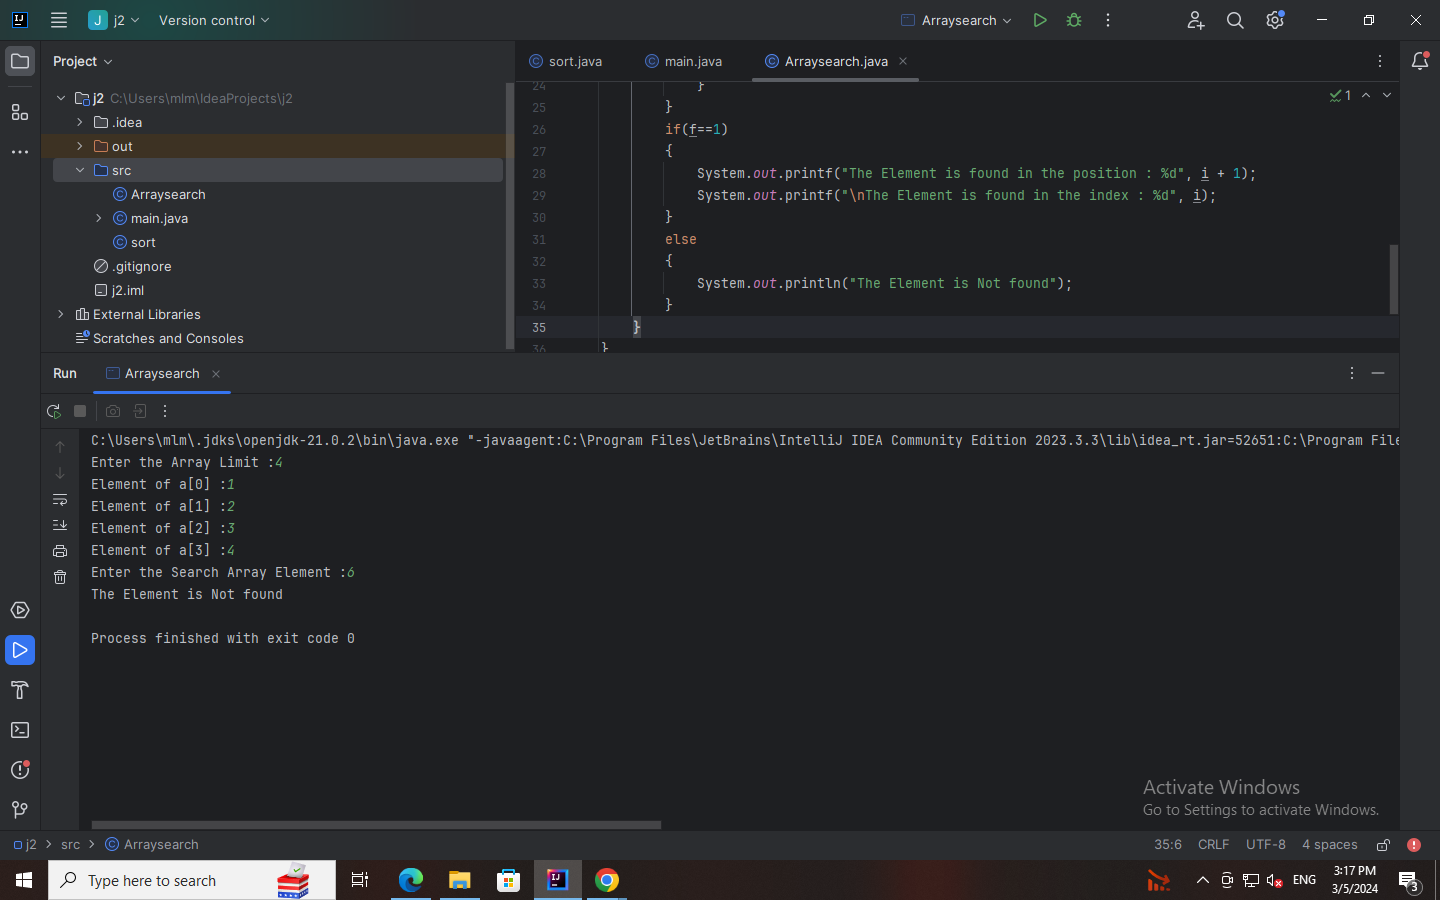 J j2 Version control Arraysearch
Project
sort.java main.java Arraysearch.java
j2 C:\Users\mlm\IdeaProjects\j2
.idea
out
src
Arraysearch
main.java
sort
.gitignore
j2.iml
External Libraries
Scratches and Consoles
1
24 }
25 }
26 if(f==1)
27 {
28 System.out.printf("The Element is found in the position : %d", i + 1);
29 System.out.printf("\nThe Element is found in the index : %d", i);
30 }
31 else
32 {
33 System.out.println("The Element is Not found");
34 }
35 }
36 }
Run Arraysearch
C:\Users\mlm\.jdks\openjdk-21.0.2\bin\java.exe "-javaagent:C:\Program Files\JetBrains\IntelliJ IDEA Community Edition 2023.3.3\lib\idea_rt.jar=52651:C:\Program File
Enter the Array Limit :4
Element of a[0] :1
Element of a[1] :2
Element of a[2] :3
Element of a[3] :4
Enter the Search Array Element :6
The Element is Not found
Process finished with exit code 0
Activate Windows
Go to Settings to activate Windows.
j2 src Arraysearch 35:6 CRLF UTF-8 4 spaces
Type here to search ENG 3:17 PM
3/5/2024
3